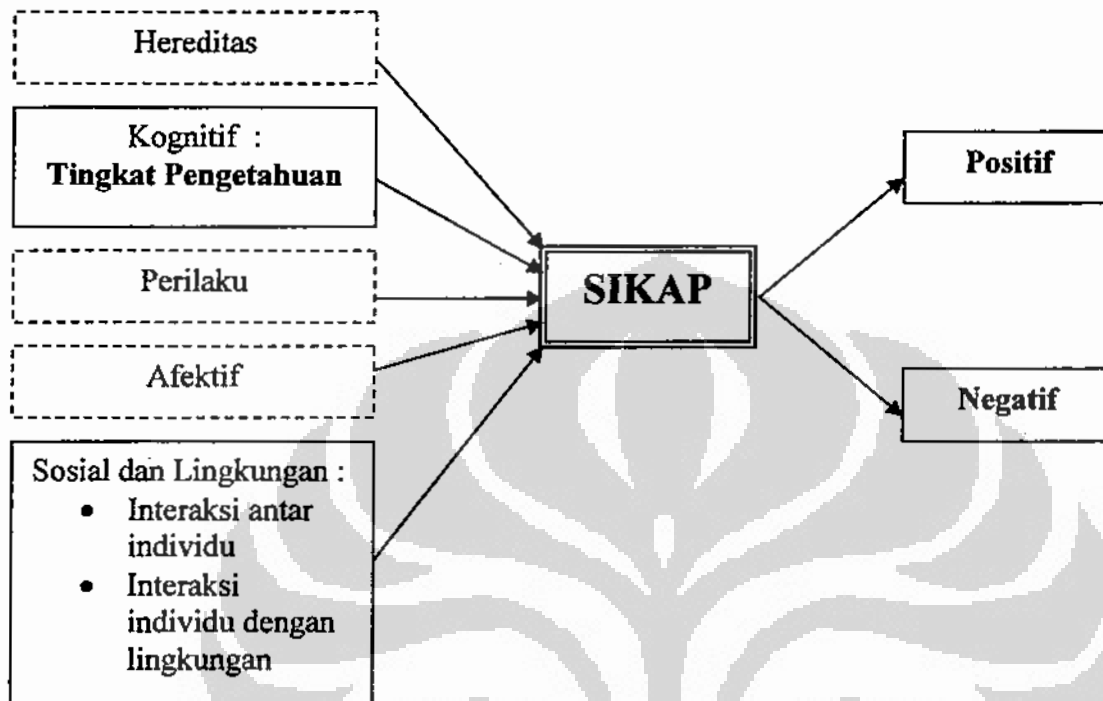 Hereditas
Kognitif :
Tingkat Pengetahuan
Perilaku
Afektif
Sosial dan Lingkungan :
• Interaksi antar
individu
• Interaksi
individu dengan
lingkungan
SIKAP
Positif
Negatif